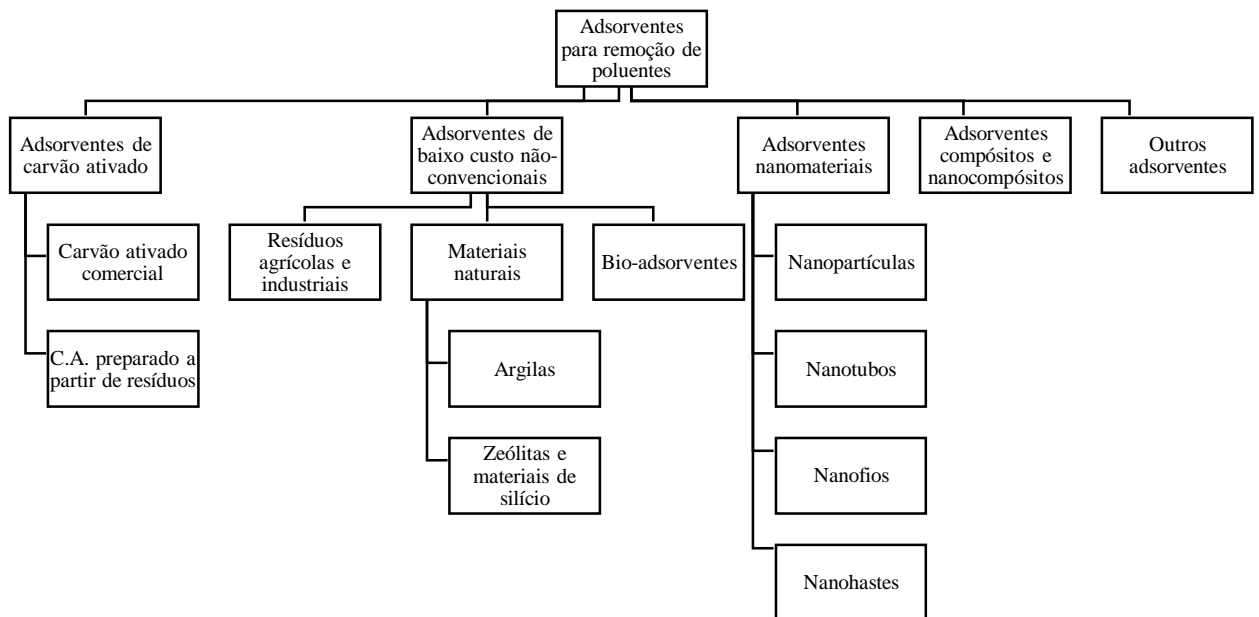 Adsorventes
para remoção de
poluentes
Adsorventes de
carvão ativado
Adsorventes de
baixo custo não-
convencionais
Adsorventes
nanomateriais
Adsorventes
compósitos e
nanocompósitos
Outros
adsorventes
Carvão ativado
comercial
C.A. preparado a
partir de resíduos
Resíduos
agrícolas e
industriais
Materiais
naturais
Argilas
Zeólitas e
materiais de
silício
Bio-adsorventes
Nanopartículas
Nanotubos
Nanofios
Nanohastes